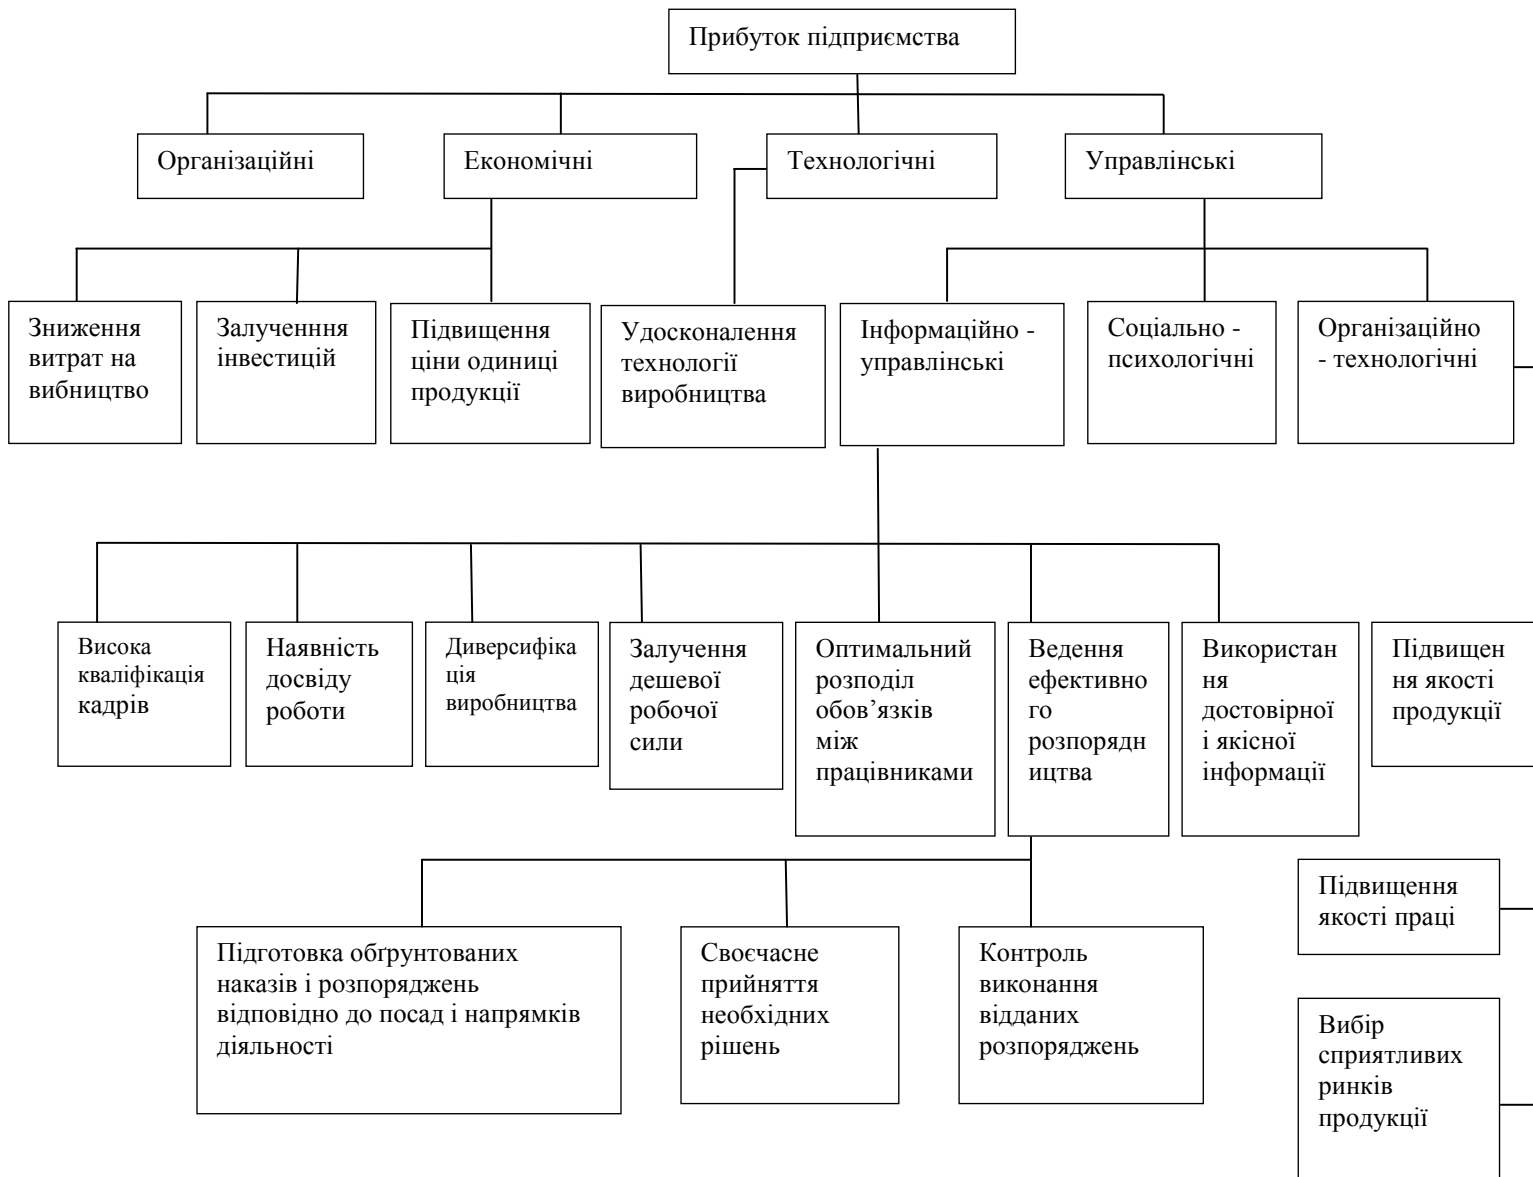 Прибуток підприємства
Організаційні
Економічні
Технологічні
Управлінські
Зниження
витрат на
вибництво
Залученння
інвестицій
Підвищення
ціни одиниці
продукції
Удосконалення
технології
виробництва
Інформаційно -
управлінські
Соціально -
психологічні
Організаційно
- технологічні
Висока
кваліфікація
кадрів
Наявність
досвіду
роботи
Диверсифіка
ція
виробництва
Залучення
дешевої
робочої
сили
Оптимальний
розподіл
обов’язків
між
працівниками
Ведення
ефективно
го
розпорядн
ицтва
Використан
ня
достовірної
і якісної
інформації
Підвищен
ня якості
продукції
Підвищення
якості праці
Підготовка обґрунтованих
наказів і розпоряджень
відповідно до посад і напрямків
діяльності
Своєчасне
прийняття
необхідних
рішень
Контроль
виконання
відданих
розпоряджень
Вибір
сприятливих
ринків
продукції